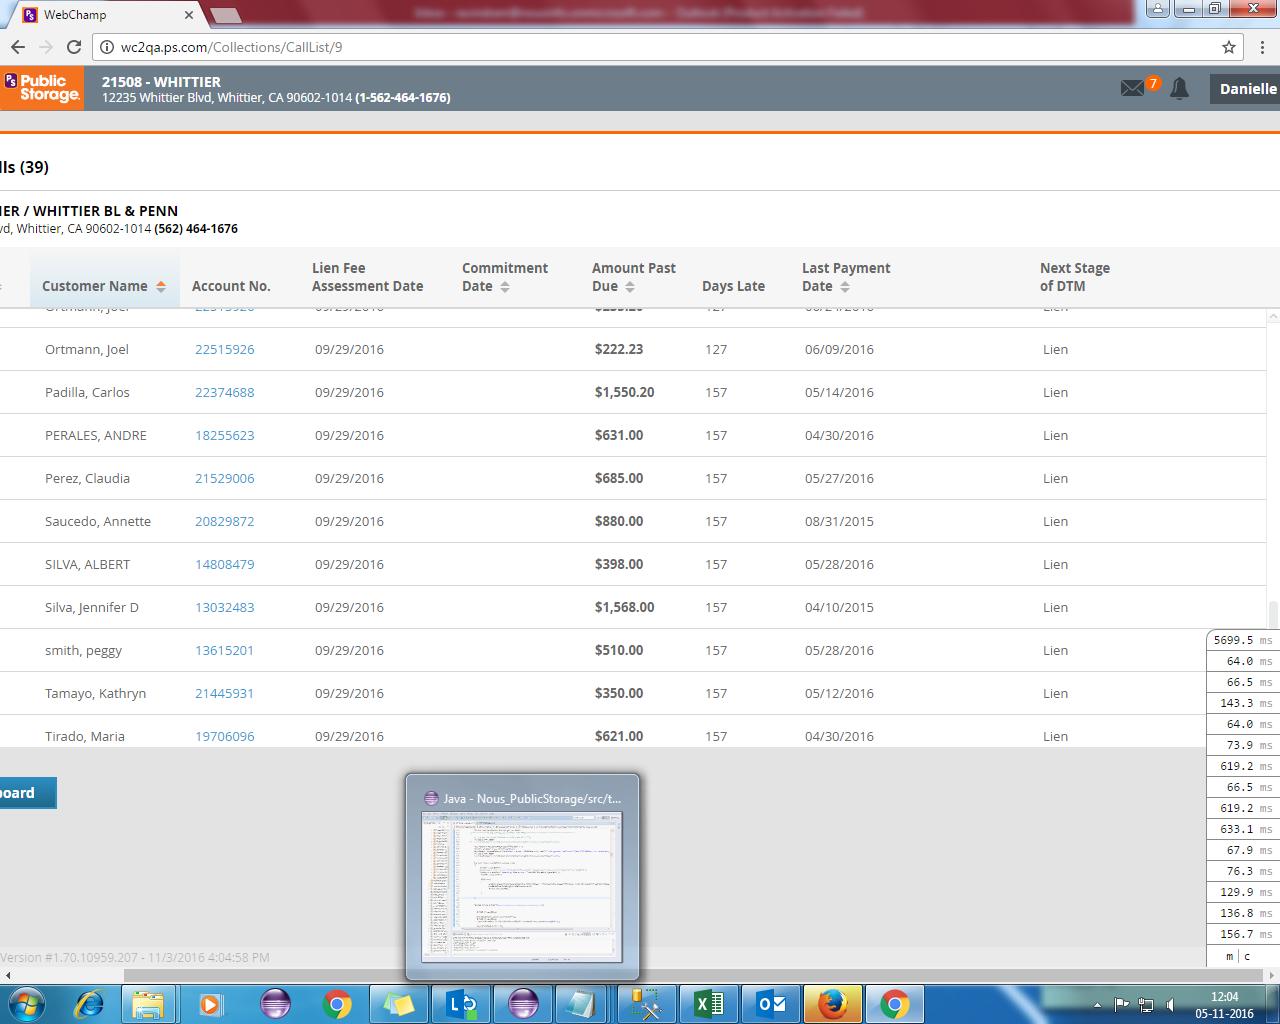 WebChamp
wc2qa.ps.com/Collections/CallList/9
Public
Storage.
21508 - WHITTIER
12235 Whittier Blvd, Whittier, CA 90602-1014 (1-562-464-1676)
7
Danielle
lls (39)
IER / WHITTIER BL & PENN
vd, Whittier, CA 90602-1014 (562) 464-1676
Customer Name
Account No.
Lien Fee
Assessment Date
Commitment
Date
Amount Past
Due
Days Late
Last Payment
Date
Next Stage
of DTM
Ortmann, Joel 22515926 09/29/2016 $222.23 127 06/09/2016 Lien
Padilla, Carlos 22374688 09/29/2016 $1,550.20 157 05/14/2016 Lien
PERALES, ANDRE 18255623 09/29/2016 $631.00 157 04/30/2016 Lien
Perez, Claudia 21529006 09/29/2016 $685.00 157 05/27/2016 Lien
Saucedo, Annette 20829872 09/29/2016 $880.00 157 08/31/2015 Lien
SILVA, ALBERT 14808479 09/29/2016 $398.00 157 05/28/2016 Lien
Silva, Jennifer D 13032483 09/29/2016 $1,568.00 157 04/10/2015 Lien
smith, peggy 13615201 09/29/2016 $510.00 157 05/28/2016 Lien
Tamayo, Kathryn 21445931 09/29/2016 $350.00 157 05/12/2016 Lien
Tirado, Maria 19706096 09/29/2016 $621.00 157 04/30/2016 Lien
5699.5 ms
64.0 ms
66.5 ms
143.3 ms
64.0 ms
73.9 ms
619.2 ms
66.5 ms
619.2 ms
633.1 ms
67.9 ms
76.3 ms
129.9 ms
136.8 ms
156.7 ms
m | c
board
Java - Nous_PublicStorage/src/t...
Version #1.70.10959.207 - 11/3/2016 4:04:58 PM
12:04
05-11-2016